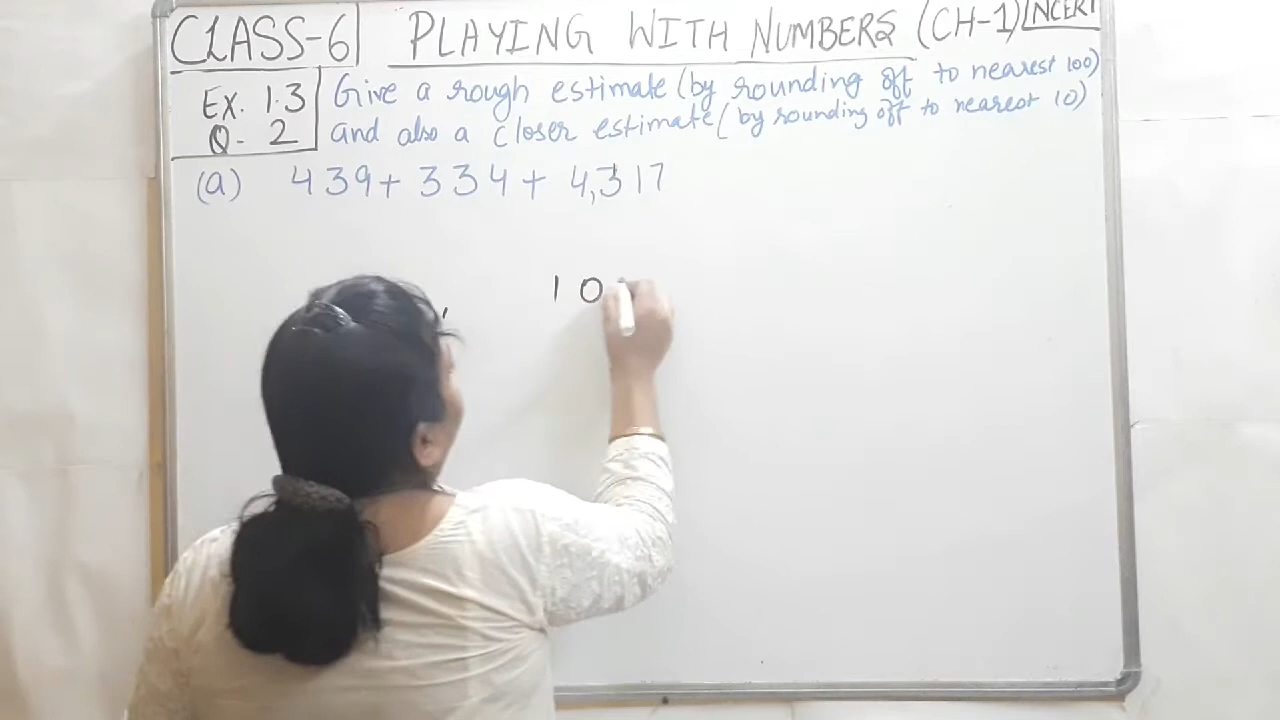 CLASS-6 PLAYING WITH NUMBERS (CH-1) NCERT
Ex. 1.3 Give a rough estimate (by rounding off to nearest 100)
Q- 2 and also a closer estimate (by rounding off to nearest 10)
(a) 439 + 334 + 4,317
10